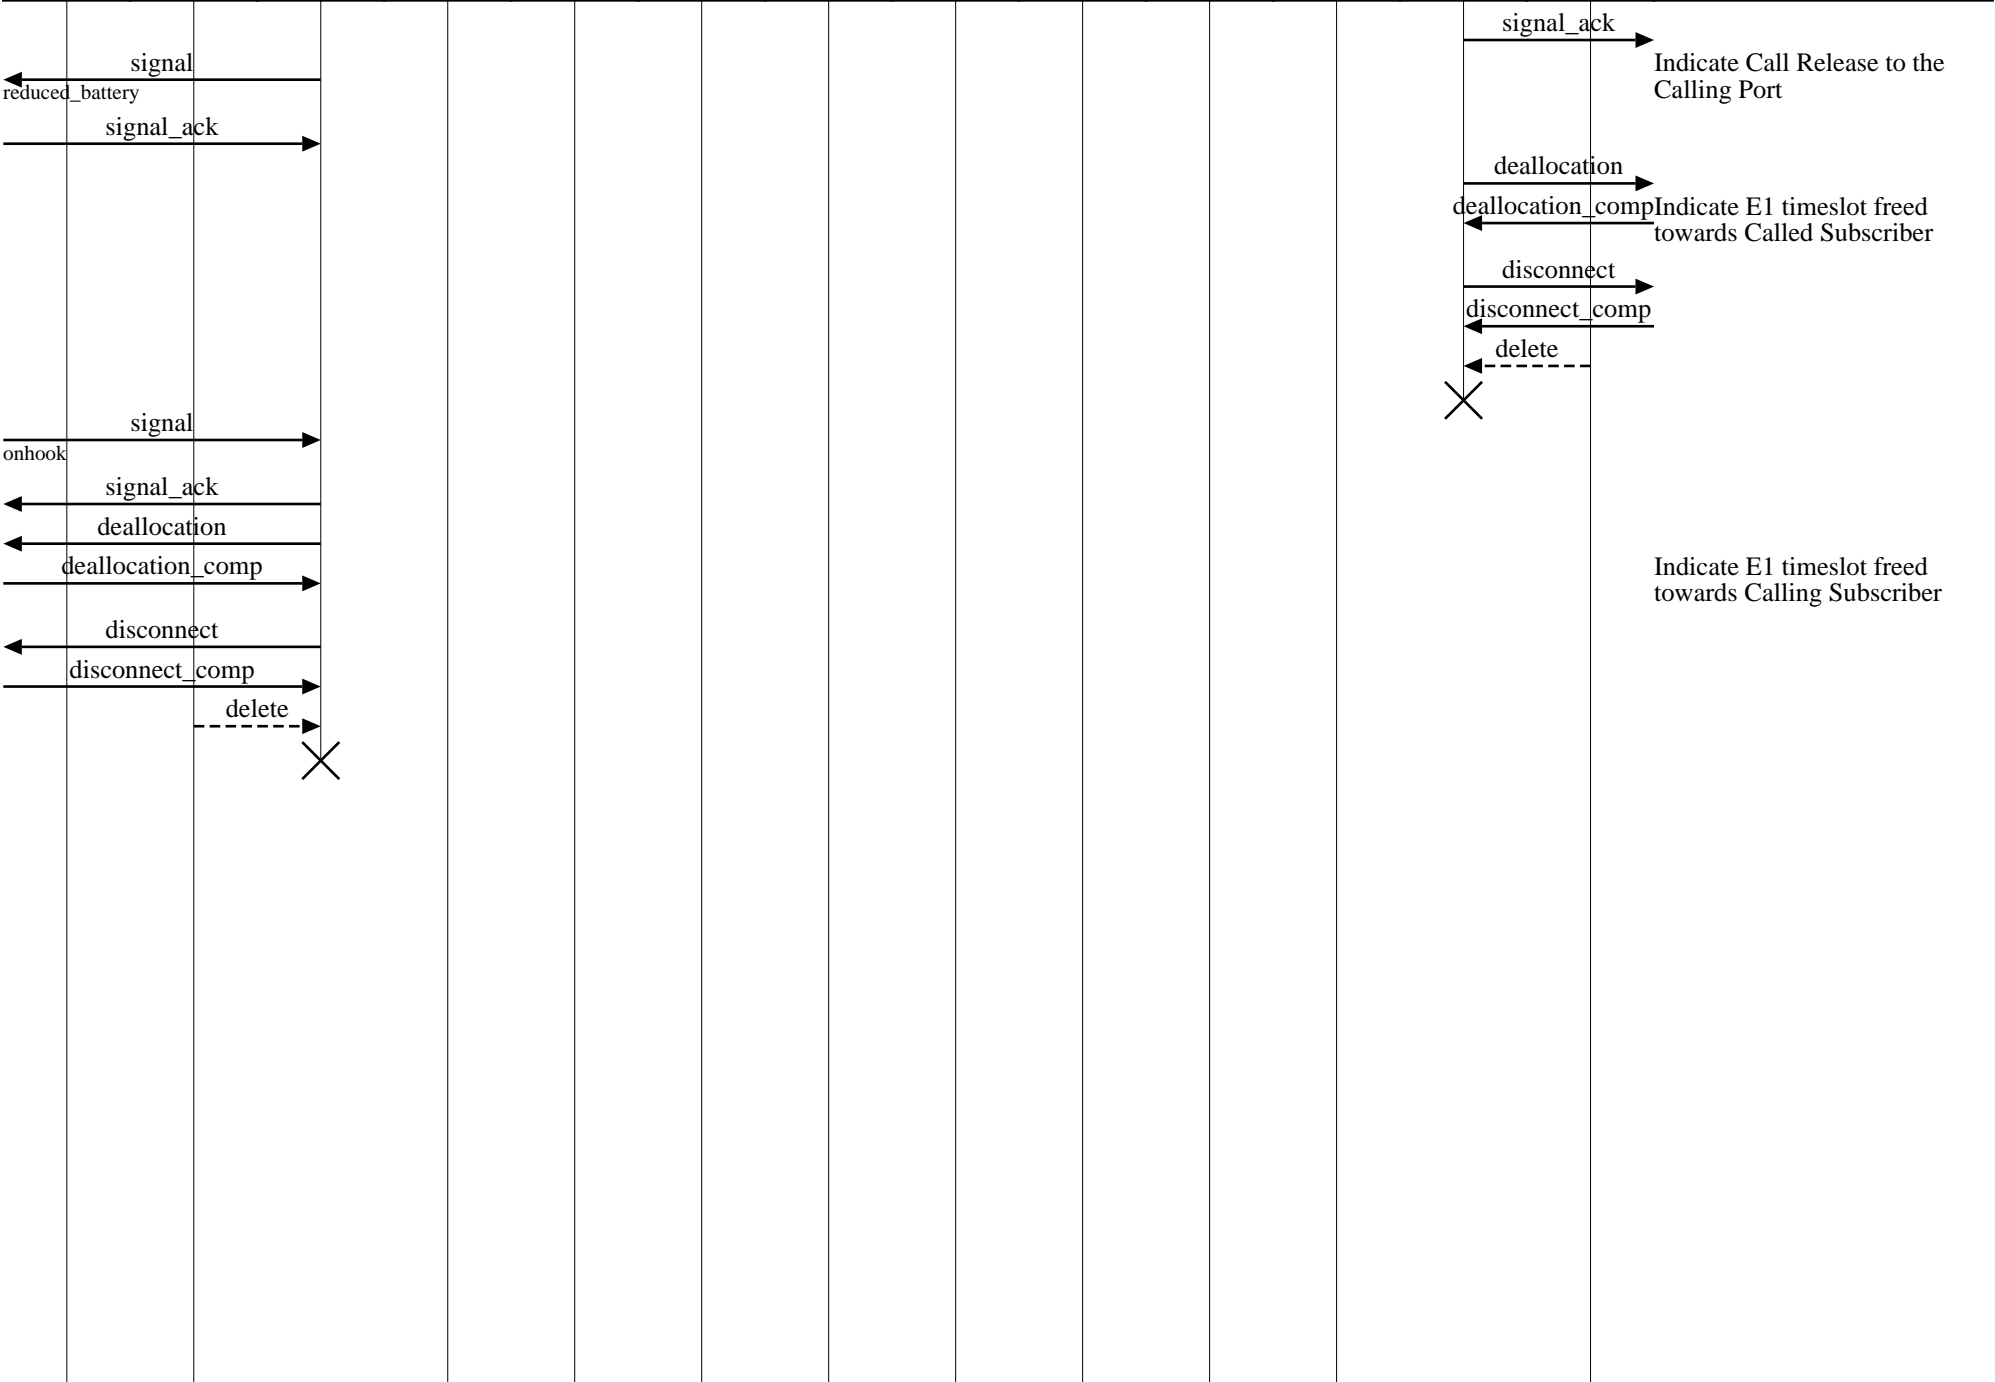 signal_ack
signal
Indicate Call Release to the
reduced_battery
Calling Port
signal_ack
deallocation
deallocation_comp
Indicate E1 timeslot freed
towards Called Subscriber
disconnect
disconnect_comp
delete
signal
onhook
signal_ack
deallocation
deallocation_comp
Indicate E1 timeslot freed
towards Calling Subscriber
disconnect
disconnect_comp
delete